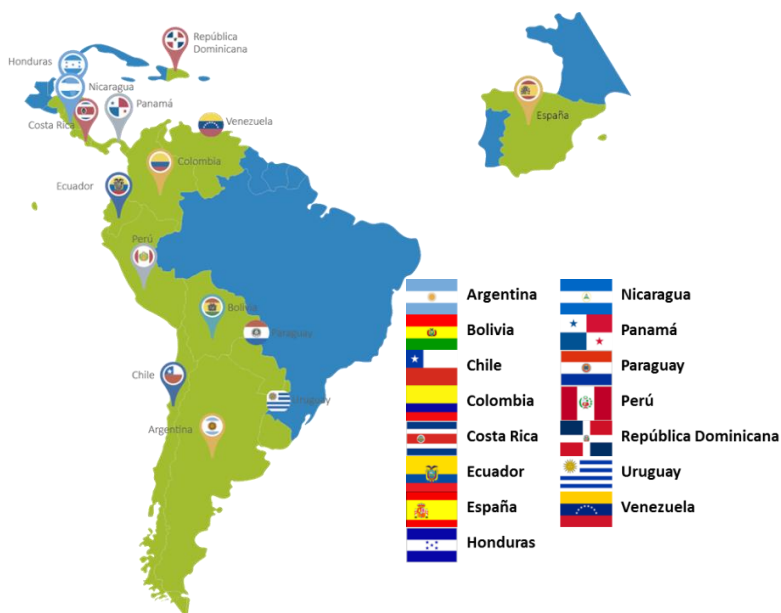 República
Dominicana
Honduras
Nicaragua
Panamá
Costa Rica
Venezuela
España
Colombia
Ecuador
Perú
Bolivia
Paraguay
Chile
Uruguay
Argentina
Argentina
Bolivia
Chile
Colombia
Costa Rica
Ecuador
España
Honduras
Nicaragua
Panamá
Paraguay
Perú
República Dominicana
Uruguay
Venezuela